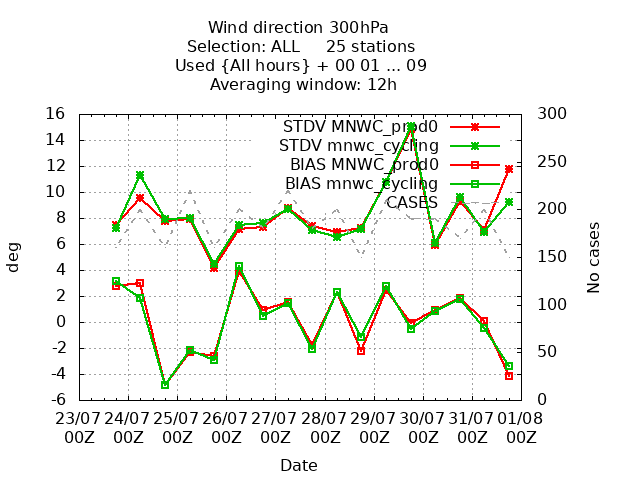 Wind direction 300hPa
Selection: ALL     25 stations
Used {All hours} + 00 01 ... 09
Averaging window: 12h
STDV MNWC_prod0
STDV mnwc_cycling
BIAS MNWC_prod0
BIAS mnwc_cycling
CASES
deg
16
14
12
10
8
6
4
2
0
-2
-4
-6
300
250
200
150
100
50
0
No cases
23/07 24/07 25/07 26/07 27/07 28/07 29/07 30/07 31/07 01/08
00Z 00Z 00Z 00Z 00Z 00Z 00Z 00Z 00Z 00Z
Date